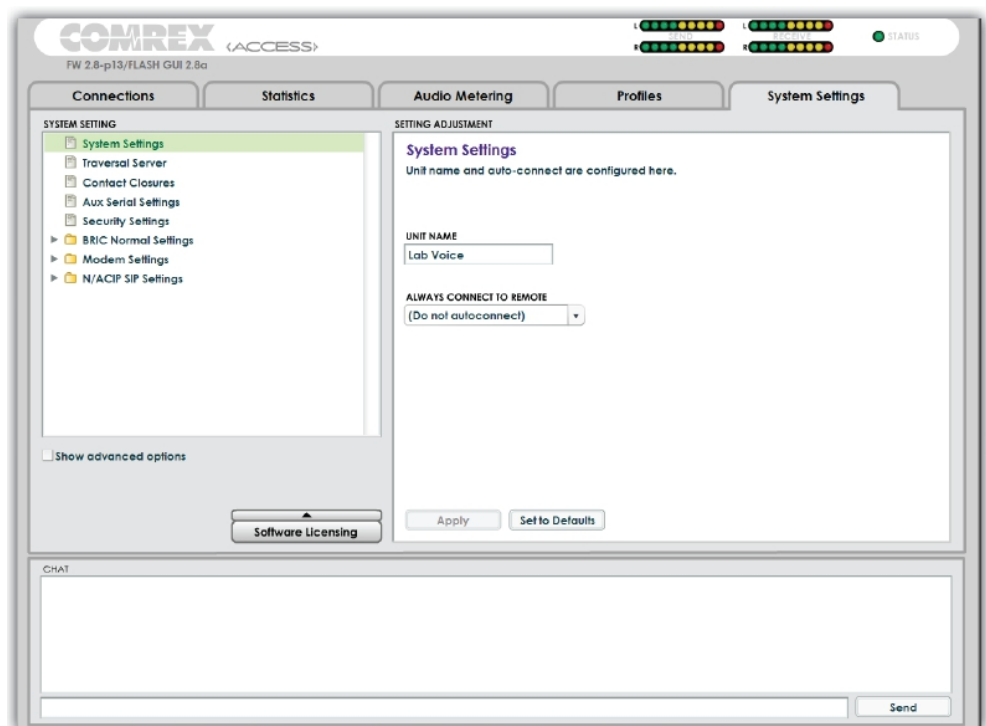 COMREX ⟨ACCESS⟩
L SEND R
L RECEIVE R
STATUS
FW 2.8-p13/FLASH GUI 2.8a
Connections
Statistics
Audio Metering
Profiles
System Settings
SYSTEM SETTING
System Settings
Traversal Server
Contact Closures
Aux Serial Settings
Security Settings
BRIC Normal Settings
Modem Settings
N/ACIP SIP Settings
Show advanced options
Software Licensing
SETTING ADJUSTMENT
System Settings
Unit name and auto-connect are configured here.
UNIT NAME
Lab Voice
ALWAYS CONNECT TO REMOTE
(Do not autoconnect)
Apply
Set to Defaults
CHAT
Send